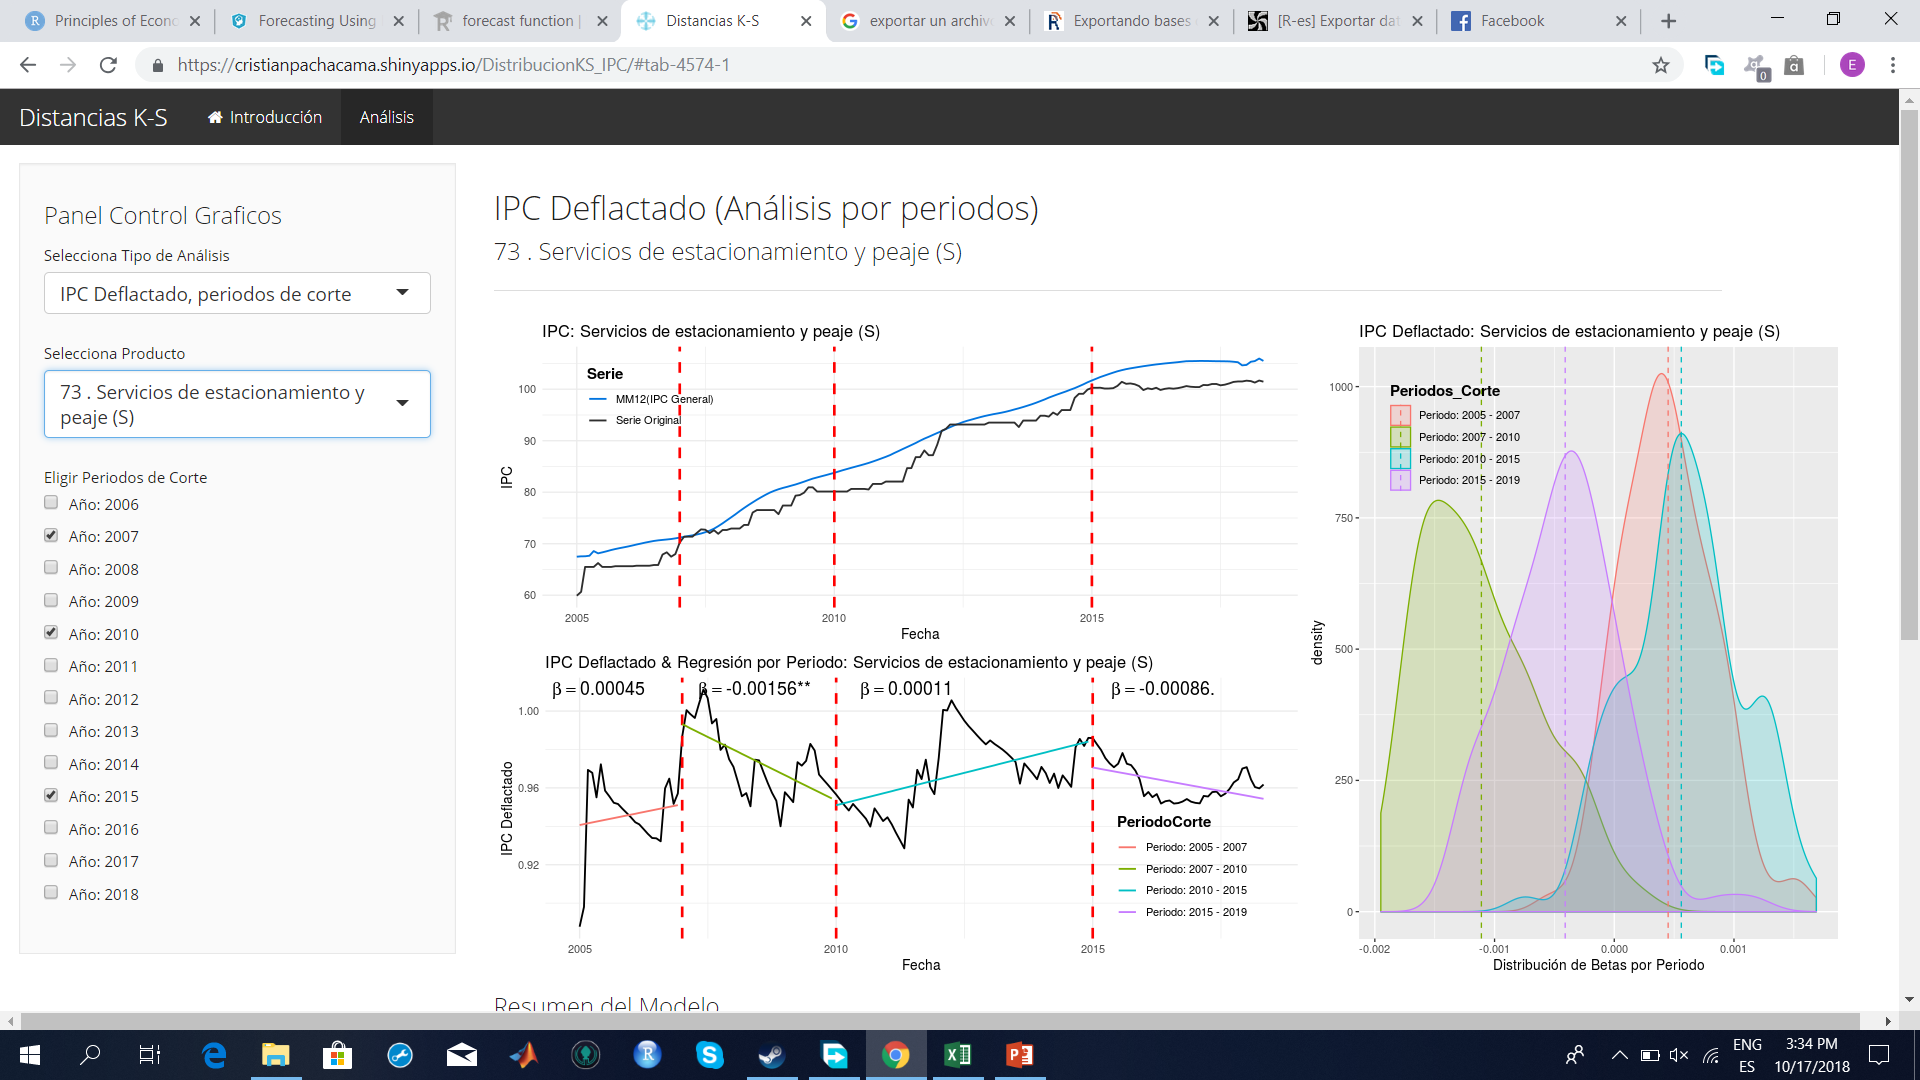 Principles of Econo
Forecasting Using
forecast function |
Distancias K-S
exportar un archivo
Exportando bases
[R-es] Exportar dat
Facebook
https://cristianpachacama.shinyapps.io/DistribucionKS_IPC/#tab-4574-1
0
a
E
Distancias K-S
Introducción
Análisis
Panel Control Graficos
Selecciona Tipo de Análisis
IPC Deflactado, periodos de corte
Selecciona Producto
73 . Servicios de estacionamiento y
peaje (S)
Eligir Periodos de Corte
Año: 2006
Año: 2007
Año: 2008
Año: 2009
Año: 2010
Año: 2011
Año: 2012
Año: 2013
Año: 2014
Año: 2015
Año: 2016
Año: 2017
Año: 2018
IPC Deflactado (Análisis por periodos)
73 . Servicios de estacionamiento y peaje (S)
IPC: Servicios de estacionamiento y peaje (S)
Serie
MM12(IPC General)
Serie Original
100
90
80
70
60
IPC
2005
2010
2015
Fecha
IPC Deflactado & Regresión por Periodo: Servicios de estacionamiento y peaje (S)
β = 0.00045
β = -0.00156**
β = 0.00011
β = -0.00086.
1.00
0.96
0.92
IPC Deflactado
PeriodoCorte
Periodo: 2005 - 2007
Periodo: 2007 - 2010
Periodo: 2010 - 2015
Periodo: 2015 - 2019
2005
2010
2015
Fecha
IPC Deflactado: Servicios de estacionamiento y peaje (S)
Periodos_Corte
Periodo: 2005 - 2007
Periodo: 2007 - 2010
Periodo: 2010 - 2015
Periodo: 2015 - 2019
1000
750
500
250
0
density
-0.002
-0.001
0.000
0.001
Distribución de Betas por Periodo
Resumen del Modelo
ENG
ES
3:34 PM
10/17/2018